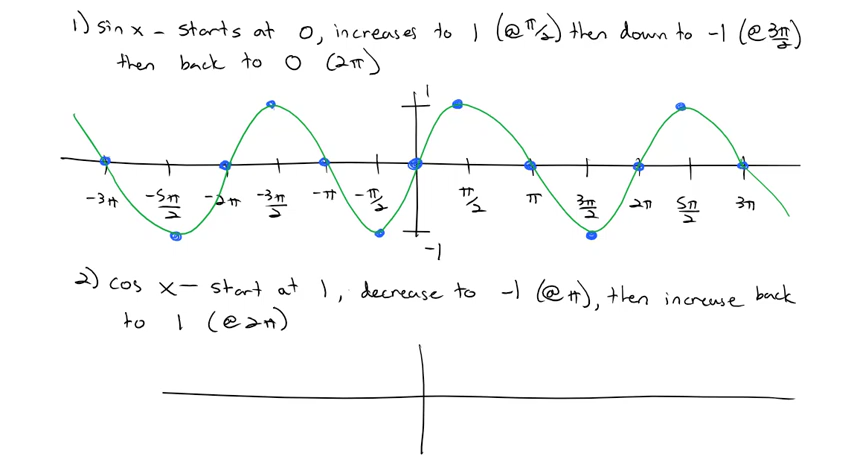 1) sin x - starts at 0, increases to 1 (@ π/2) then down to -1 (@ 3π/2)
then back to 0 (2π)
1
-3π -5π/2 -2π -3π/2 -π -π/2 π/2 π 3π/2 2π 5π/2 3π
-1
2) cos x - start at 1, decrease to -1 (@ π), then increase back
to 1 (@ 2π)